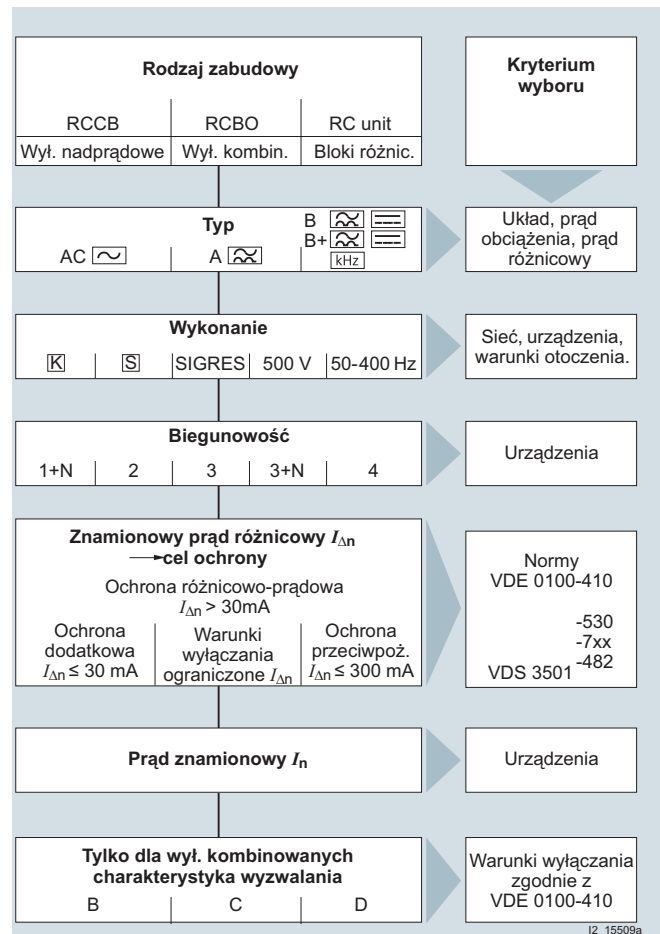 Rodzaj zabudowy
RCCB RCBO RC unit
Wył. nadprądowe Wył. kombin. Bloki różnic.
Kryterium
wyboru
Typ
AC A B
B+
kHz
Układ, prąd
obciążenia, prąd
różnicowy
Wykonanie
K S SIGRES 500 V 50-400 Hz
Sieć, urządzenia,
warunki otoczenia.
Biegunowość
1+N 2 3 3+N 4
Urządzenia
Znamionowy prąd różnicowy IΔn
→cel ochrony
Ochrona różnicowo-prądowa
IΔn > 30mA
Ochrona
dodatkowa
IΔn ≤ 30 mA
Warunki
wyłączania
ograniczone IΔn
Ochrona
przeciwpoż.
IΔn ≤ 300 mA
Normy
VDE 0100-410
-530
-7xx
-482
VDS 3501
Prąd znamionowy In
Urządzenia
Tylko dla wył. kombinowanych
charakterystyka wyzwalania
B C D
Warunki wyłączania
zgodnie z
VDE 0100-410
I2_15509a